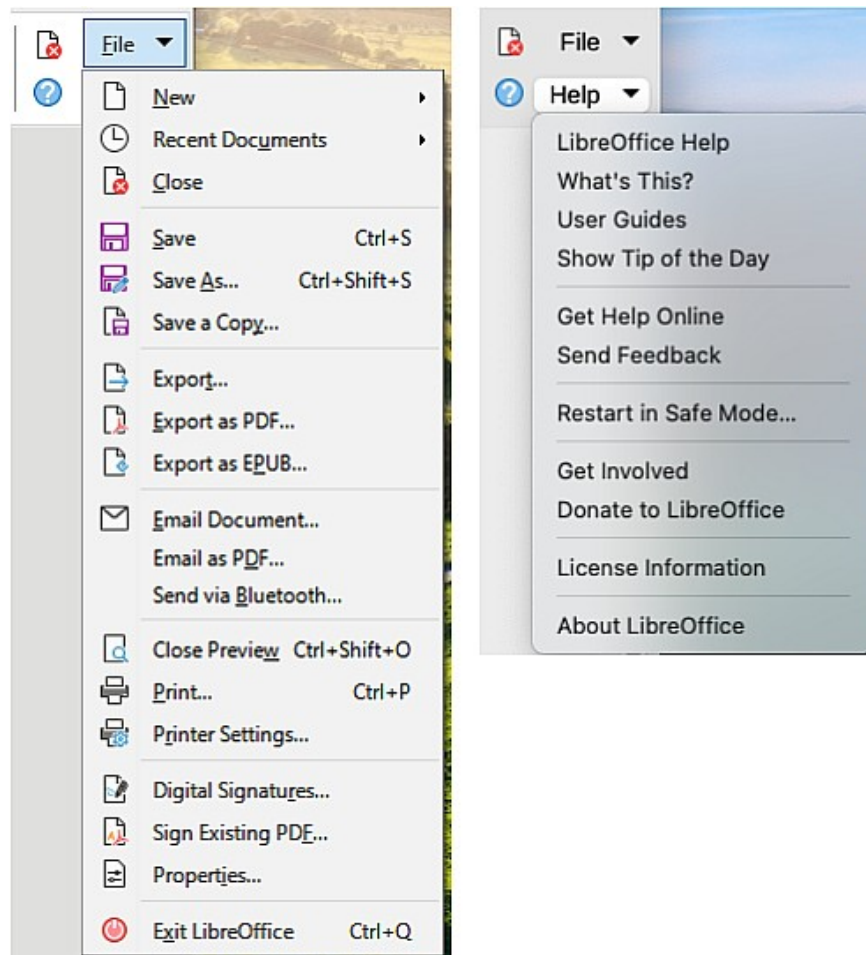 File
New
Recent Documents
Close
Save Ctrl+S
Save As... Ctrl+Shift+S
Save a Copy...
Export...
Export as PDF...
Export as EPUB...
Email Document...
Email as PDF...
Send via Bluetooth...
Close Preview Ctrl+Shift+O
Print... Ctrl+P
Printer Settings...
Digital Signatures...
Sign Existing PDF...
Properties...
Exit LibreOffice Ctrl+Q
File
Help
LibreOffice Help
What's This?
User Guides
Show Tip of the Day
Get Help Online
Send Feedback
Restart in Safe Mode...
Get Involved
Donate to LibreOffice
License Information
About LibreOffice